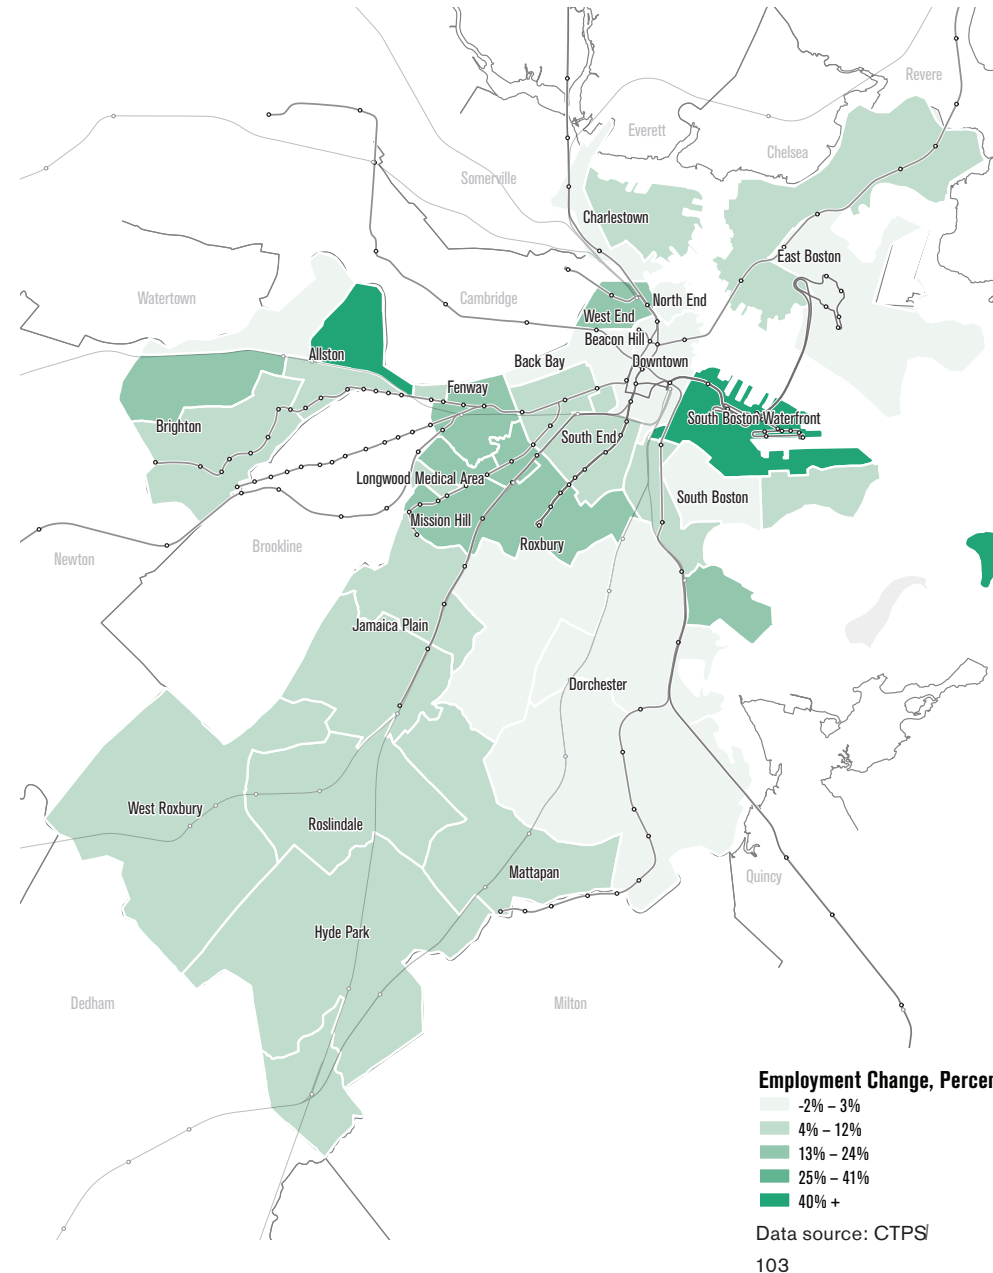 Revere
Everett
Chelsea
Somerville
Charlestown
East Boston
Watertown
Cambridge
North End
West End
Beacon Hill
Allston
Back Bay
Downtown
Fenway
South Boston Waterfront
Brighton
South End
Longwood Medical Area
South Boston
Mission Hill
Roxbury
Brookline
Newton
Jamaica Plain
Dorchester
West Roxbury
Roslindale
Mattapan
Quincy
Hyde Park
Dedham
Milton
Employment Change, Percen
-2% – 3%
4% – 12%
13% – 24%
25% – 41%
40% +
Data source: CTPS/
103